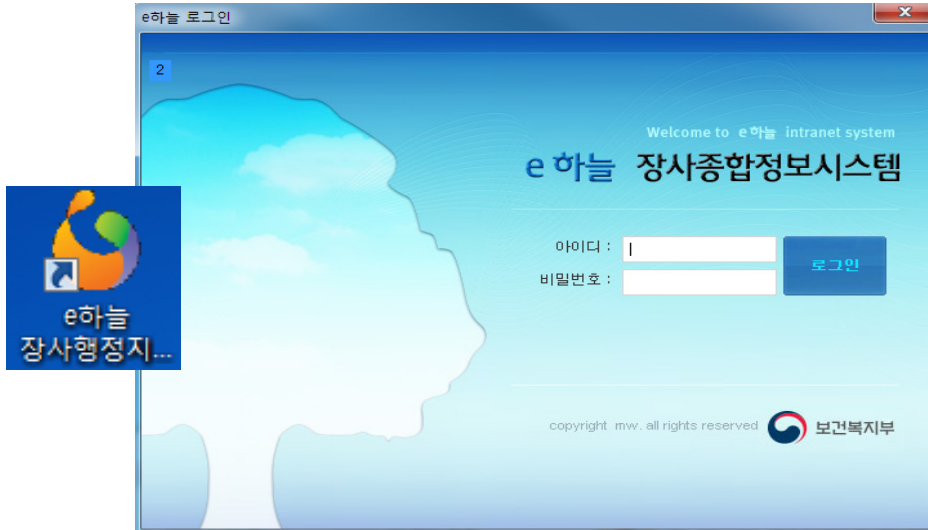 e하늘 로그인
2
Welcome to e하늘 intranet system
e하늘 장사종합정보시스템
아이디 :
로그인
비밀번호 :
e하늘
장사행정지...
copyright mw. all rights reserved 보건복지부